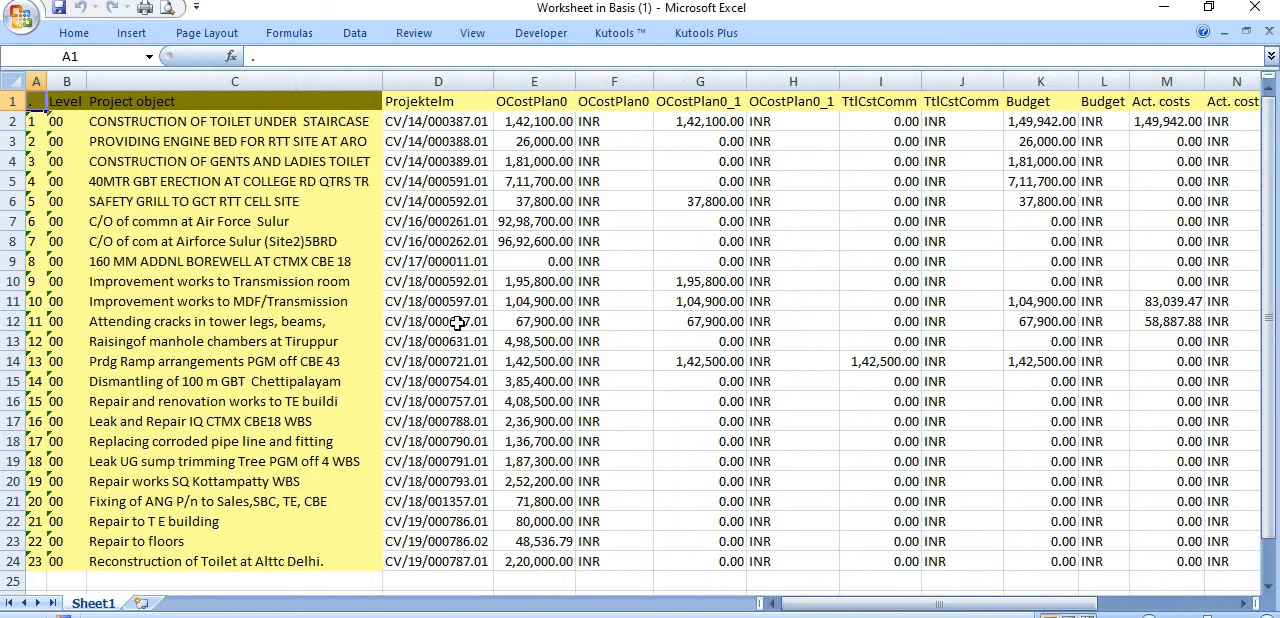 Worksheet in Basis (1) - Microsoft Excel
Home Insert Page Layout Formulas Data Review View Developer Kutools ™ Kutools Plus
A1 fx .
A B C D E F G H I J K L M N
1 . Level Project object Projektelm OCostPlan0 OCostPlan0 OCostPlan0_1 OCostPlan0_1 TtlCstComm TtlCstComm Budget Budget Act. costs Act. cost
2 1 00 CONSTRUCTION OF TOILET UNDER STAIRCASE CV/14/000387.01 1,42,100.00 INR 1,42,100.00 INR 0.00 INR 1,49,942.00 INR 1,49,942.00 INR
3 2 00 PROVIDING ENGINE BED FOR RTT SITE AT ARO CV/14/000388.01 26,000.00 INR 0.00 INR 0.00 INR 26,000.00 INR 0.00 INR
4 3 00 CONSTRUCTION OF GENTS AND LADIES TOILET CV/14/000389.01 1,81,000.00 INR 0.00 INR 0.00 INR 1,81,000.00 INR 0.00 INR
5 4 00 40MTR GBT ERECTION AT COLLEGE RD QTRS TR CV/14/000591.01 7,11,700.00 INR 0.00 INR 0.00 INR 7,11,700.00 INR 0.00 INR
6 5 00 SAFETY GRILL TO GCT RTT CELL SITE CV/14/000592.01 37,800.00 INR 37,800.00 INR 0.00 INR 37,800.00 INR 0.00 INR
7 6 00 C/O of commn at Air Force Sulur CV/16/000261.01 92,98,700.00 INR 0.00 INR 0.00 INR 0.00 INR 0.00 INR
8 7 00 C/O of com at Airforce Sulur (Site2)5BRD CV/16/000262.01 96,92,600.00 INR 0.00 INR 0.00 INR 0.00 INR 0.00 INR
9 8 00 160 MM ADDNL BOREWELL AT CTMX CBE 18 CV/17/000011.01 0.00 INR 0.00 INR 0.00 INR 0.00 INR 0.00 INR
10 9 00 Improvement works to Transmission room CV/18/000592.01 1,95,800.00 INR 1,95,800.00 INR 0.00 INR 0.00 INR 0.00 INR
11 10 00 Improvement works to MDF/Transmission CV/18/000597.01 1,04,900.00 INR 1,04,900.00 INR 0.00 INR 1,04,900.00 INR 83,039.47 INR
12 11 00 Attending cracks in tower legs, beams, 67,900.00 INR 67,900.00 INR 0.00 INR 67,900.00 INR 58,887.88 INR
13 12 00 Raisingof manhole chambers at Tiruppur CV/18/000631.01 4,98,500.00 INR 0.00 INR 0.00 INR 0.00 INR 0.00 INR
14 13 00 Prdg Ramp arrangements PGM off CBE 43 CV/18/000721.01 1,42,500.00 INR 1,42,500.00 INR 1,42,500.00 INR 1,42,500.00 INR 0.00 INR
15 14 00 Dismantling of 100 m GBT Chettipalayam CV/18/000754.01 3,85,400.00 INR 0.00 INR 0.00 INR 0.00 INR 0.00 INR
16 15 00 Repair and renovation works to TE buildi CV/18/000757.01 4,08,500.00 INR 0.00 INR 0.00 INR 0.00 INR 0.00 INR
17 16 00 Leak and Repair IQ CTMX CBE18 WBS CV/18/000788.01 2,36,900.00 INR 0.00 INR 0.00 INR 0.00 INR 0.00 INR
18 17 00 Replacing corroded pipe line and fitting CV/18/000790.01 1,36,700.00 INR 0.00 INR 0.00 INR 0.00 INR 0.00 INR
19 18 00 Leak UG sump trimming Tree PGM off 4 WBS CV/18/000791.01 1,87,300.00 INR 0.00 INR 0.00 INR 0.00 INR 0.00 INR
20 19 00 Repair works SQ Kottampatty WBS CV/18/000793.01 2,52,200.00 INR 0.00 INR 0.00 INR 0.00 INR 0.00 INR
21 20 00 Fixing of ANG P/n to Sales,SBC, TE, CBE CV/18/001357.01 71,800.00 INR 0.00 INR 0.00 INR 0.00 INR 0.00 INR
22 21 00 Repair to T E building CV/19/000786.01 80,000.00 INR 0.00 INR 0.00 INR 0.00 INR 0.00 INR
23 22 00 Repair to floors CV/19/000786.02 48,536.79 INR 0.00 INR 0.00 INR 0.00 INR 0.00 INR
24 23 00 Reconstruction of Toilet at Alttc Delhi. CV/19/000787.01 2,20,000.00 INR 0.00 INR 0.00 INR 0.00 INR 0.00 INR
25
Sheet1